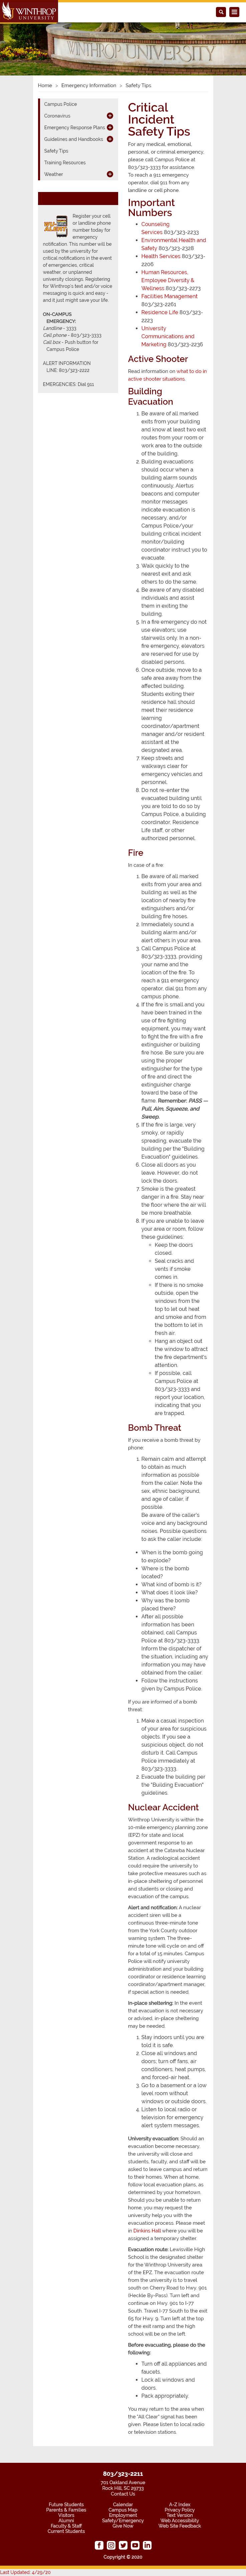 WINTHROP
UNIVERSITY
Home > Emergency Information > Safety Tips
Campus Police
Coronavirus
Emergency Response Plans
Guidelines and Handbooks
Safety Tips
Training Resources
Weather
Register your cell
or landline phone
number today for
emergency
notification. This number will be
used by the university to notify
the individual in the event
of emergencies, critical
weather, or unplanned
university closings. Registering
for Winthrop's text and/or voice
messaging is quick and easy -
and it just might save your life.
ON-CAMPUS
EMERGENCY:
Landline - 3333
Cell phone - 803/323-3333
Call box - Push button for
Campus Police
ALERT INFORMATION
LINE: 803/323-2222
EMERGENCIES: Dial 911
Critical
Incident
Safety Tips
For any medical, emotional,
personal, or criminal emergency,
please call Campus Police at
803/323-3333 for assistance.
To reach a 911 emergency
operator, dial 911 from any
landline or cell phone.
Important
Numbers
Counseling
Services 803/323-2233
Environmental Health and
Safety 803/323-2328
Health Services 803/323-
2206
Human Resources,
Employee Diversity &
Wellness 803/323-2273
Facilities Management
803/323-2261
Residence Life 803/323-
2223
University
Communications and
Marketing 803/323-2236
Active Shooter
Read information on what to do in
active shooter situations.
Building
Evacuation
1. Be aware of all marked
exits from your building
and know at least two exit
routes from your room or
work area to the nearest
outside door.
2. Building evacuations
should occur when a
building alarm sounds
continuously, Alertus
beacons and computer
monitor messages
indicate evacuation is
necessary, and/or
Campus Police/your
building critical incident
monitor/building
coordinator instruct you to
evacuate.
3. Walk quickly to the
nearest exit and ask
others to do the same.
4. Be aware of any disabled
individuals and assist
them in exiting the
building.
5. In a fire emergency do not
use elevators; use
stairwells only. In a non-
fire emergency, elevators
are reserved for use by
disabled persons.
6. Once outside, move to a
safe area away from the
affected building.
Students exiting their
residence hall should
meet their residence
learning
coordinator/apartment
manager and/or resident
assistant at the
designated area.
7. Keep streets and
walkways clear for
emergency vehicles and
personnel.
8. Do not re-enter the
evacuated building until
you are told to do so by
Campus Police, a building
coordinator, Residence
Life staff, or other
authorized personnel.
Fire
In case of a fire:
1. Be aware of all marked
exits from your area and
building as well as the
location of nearby fire
extinguishers and/or
building fire hoses.
2. Immediately sound a
building alarm and/or
alert others in your area.
3. Call Campus Police at
803/323-3333, providing
your name and the
location of the fire. To
reach a 911 emergency
operator, dial 911 from any
campus phone.
4. If the fire is small and you
have been trained in the
use of fire fighting
equipment, you may want
to fight the fire with a fire
extinguisher or building
fire hose. Be sure you are
using the proper
extinguisher for the type
of fire and direct the
extinguisher charge
toward the base of the
flame. Remember, PASS —
Pull, Aim, Squeeze, and
Sweep.
5. If the fire is large, very
smoky, or rapidly
spreading, evacuate the
building per the "Building
Evacuation" guidelines.
6. Close all doors as you
leave. However, do not
lock the doors.
7. Smoke is the greatest
danger in a fire. Stay near
the floor where the air will
be more breathable.
8. If you are unable to leave
your area or room, follow
these guidelines:
Keep the doors
closed.
Seal cracks and
vents if smoke
comes in.
If there is no smoke
outside, open the
windows from the
top to let out heat
and smoke and from
the bottom to let in
fresh air.
Hang an object out
the window to attract
the fire department's
attention.
If possible, call
Campus Police at
803/323-3333 and
report your location,
indicating that you
are trapped.
Bomb Threat
If you receive a bomb threat by
phone:
1. Remain calm and attempt
to obtain as much
information as possible
from the caller. Note the
sex, ethnic background,
and age of caller, if
possible.
Be aware of the caller's
voice and any background
noises. Possible questions
to ask the caller include:
When is the bomb going
to explode?
Where is the bomb
located?
What kind of bomb is it?
What does it look like?
Why was the bomb
placed there?
After all possible
information has been
obtained, call Campus
Police at 803/323-3333.
Inform the dispatcher of
the situation, including any
information you may have
obtained from the caller.
Follow the instructions
given by Campus Police.
If you are informed of a bomb
threat:
1. Make a casual inspection
of your area for suspicious
objects. If you see a
suspicious object, do not
disturb it. Call Campus
Police immediately at
803/323-3333.
2. Evacuate the building per
the "Building Evacuation"
guidelines.
Nuclear Accident
Winthrop University is within the
10-mile emergency planning zone
(EPZ) for state and local
government response to an
accident at the Catawba Nuclear
Station. A radiological accident
could require the university to
take protective measures such as
in-place sheltering of personnel
and students or closing and
evacuation of the campus.
Alert and notification: A nuclear
accident siren will be a
continuous three-minute tone
from the York County outdoor
warning system. The three-
minute tone will cycle on and off
for a total of 15 minutes. Campus
Police will notify university
administration and your building
coordinator or residence learning
coordinator/apartment manager,
if special action is needed.
In-place sheltering: In the event
that evacuation is not necessary
or advised, in-place sheltering
may be needed.
1. Stay indoors until you are
told it is safe.
2. Close all windows and
doors, turn off fans, air
conditioners, heat pumps,
and forced-air heat.
3. Go to a basement or a low
level room without
windows or outside doors.
4. Listen to local radio or
television for emergency
alert system messages.
University evacuation: Should an
evacuation become necessary,
the university will close and
students, faculty, and staff will be
asked to leave campus and return
to their homes. When at home,
follow local evacuation plans, as
determined by your hometown.
Should you be unable to return
home, you may request the
university help you with the
evacuation process. Please meet
in Dinkins Hall where you will be
assigned a temporary shelter.
Evacuation route: Lewisville High
School is the designated shelter
for the Winthrop University area
of the EPZ. The evacuation route
from the university is to travel
south on Cherry Road to Hwy. 901
(Heckle By-Pass). Turn left and
continue on Hwy. 901 to I-77
South. Travel I-77 South to the exit
65 for Hwy. 9. Turn left at the top
of the exit ramp and the high
school will be on the left.
Before evacuating, please do the
following:
Turn off all appliances and
faucets.
Lock all windows and
doors.
Pack appropriately.
You may return to the area when
the "All Clear" signal has been
given. Please listen to local radio
or television stations.
803/323-2211
701 Oakland Avenue
Rock Hill, SC 29733
Contact Us
Future Students
Parents & Families
Visitors
Alumni
Faculty & Staff
Current Students
Calendar
Campus Map
Employment
Safety/Emergency
Give Now
A-Z Index
Privacy Policy
Text Version
Web Accessibility
Web Site Feedback
Copyright © 2020
Last Updated: 4/29/20